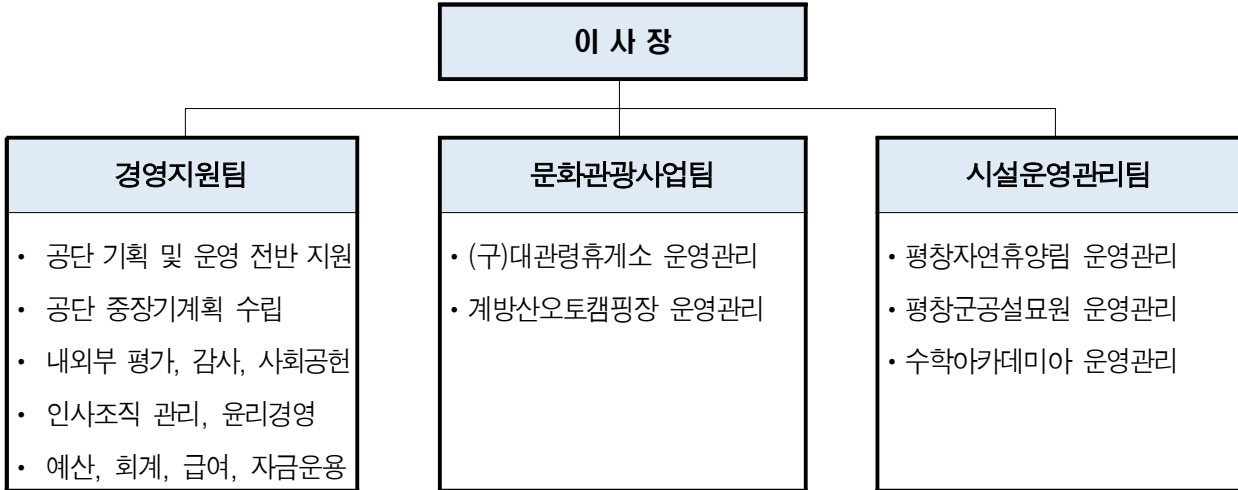 이 사 장
경영지원팀
• 공단 기획 및 운영 전반 지원
• 공단 중장기계획 수립
• 내외부 평가, 감사, 사회공헌
• 인사조직 관리, 윤리경영
• 예산, 회계, 급여, 자금운용
문화관광사업팀
• (구)대관령휴게소 운영관리
• 계방산오토캠핑장 운영관리
시설운영관리팀
• 평창자연휴양림 운영관리
• 평창군공설묘원 운영관리
• 수학아카데미아 운영관리